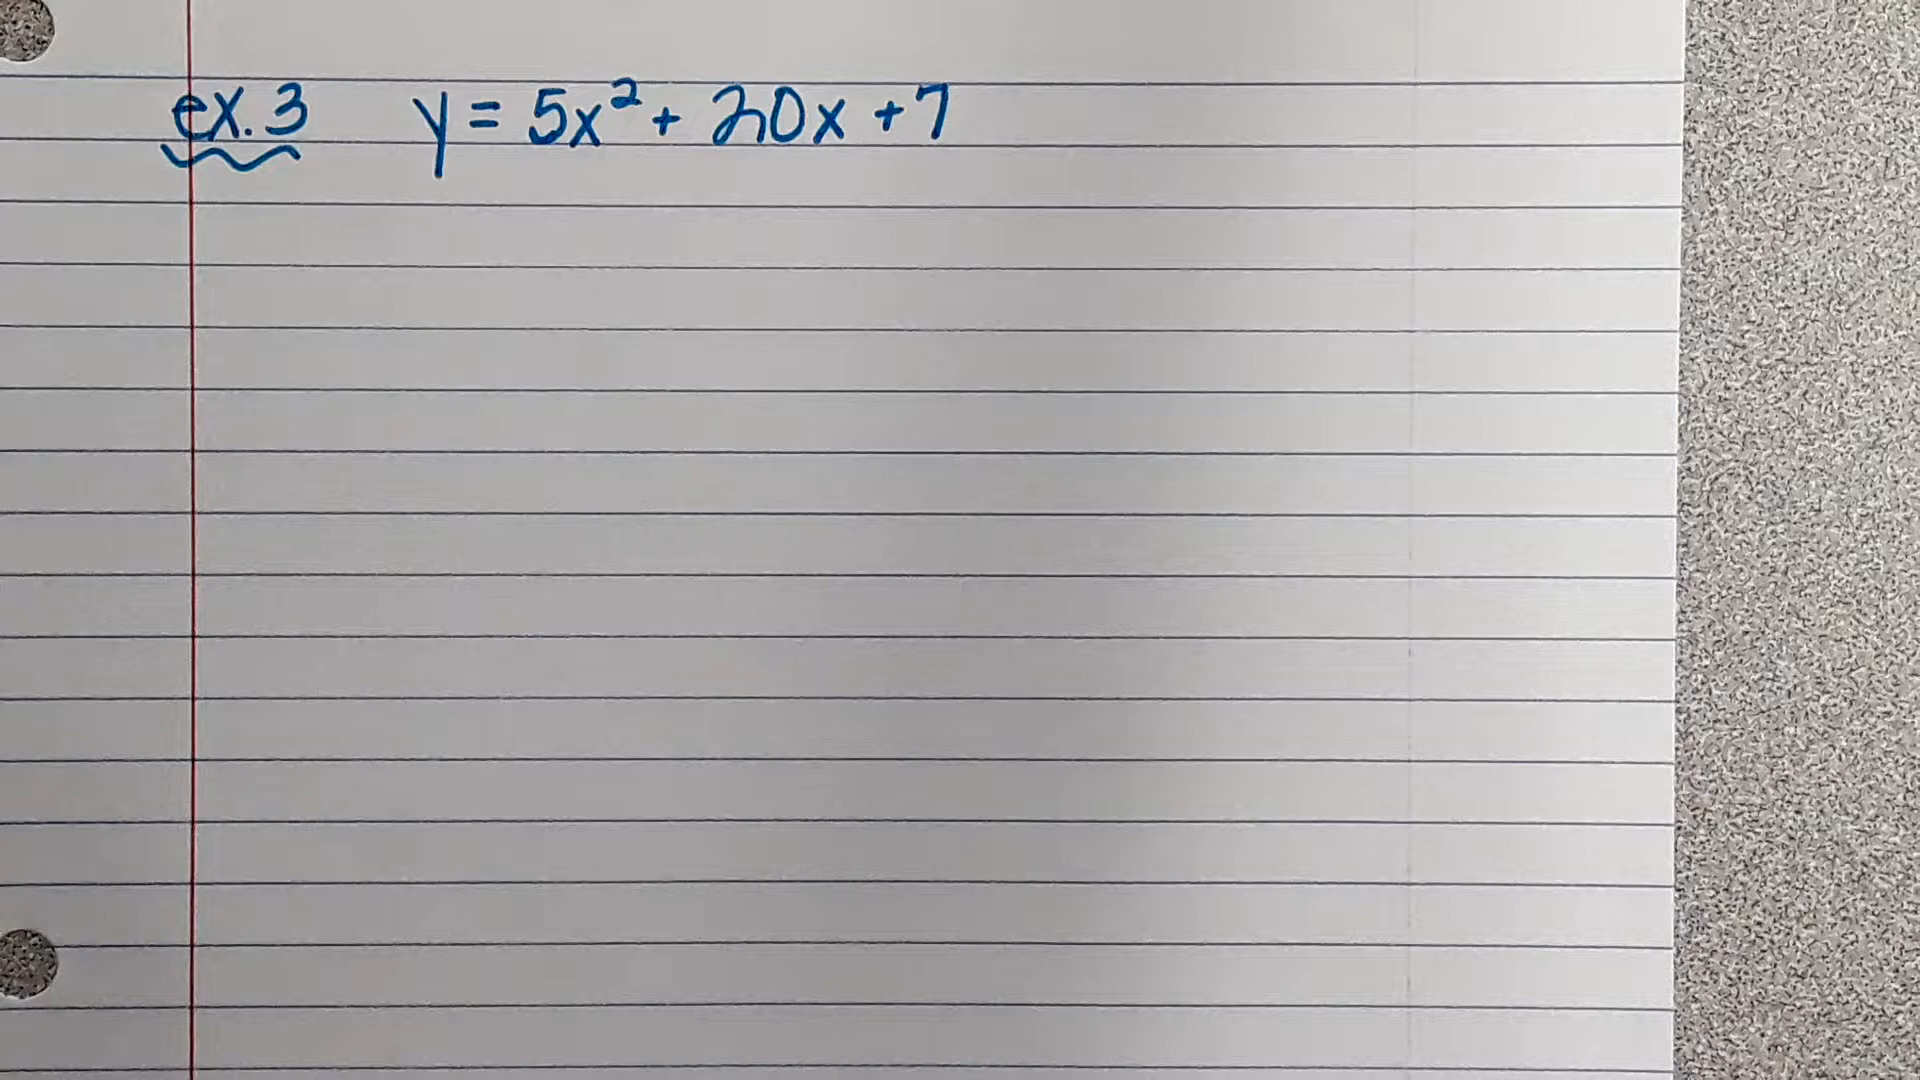 ex. 3 y = 5x² + 20x + 7